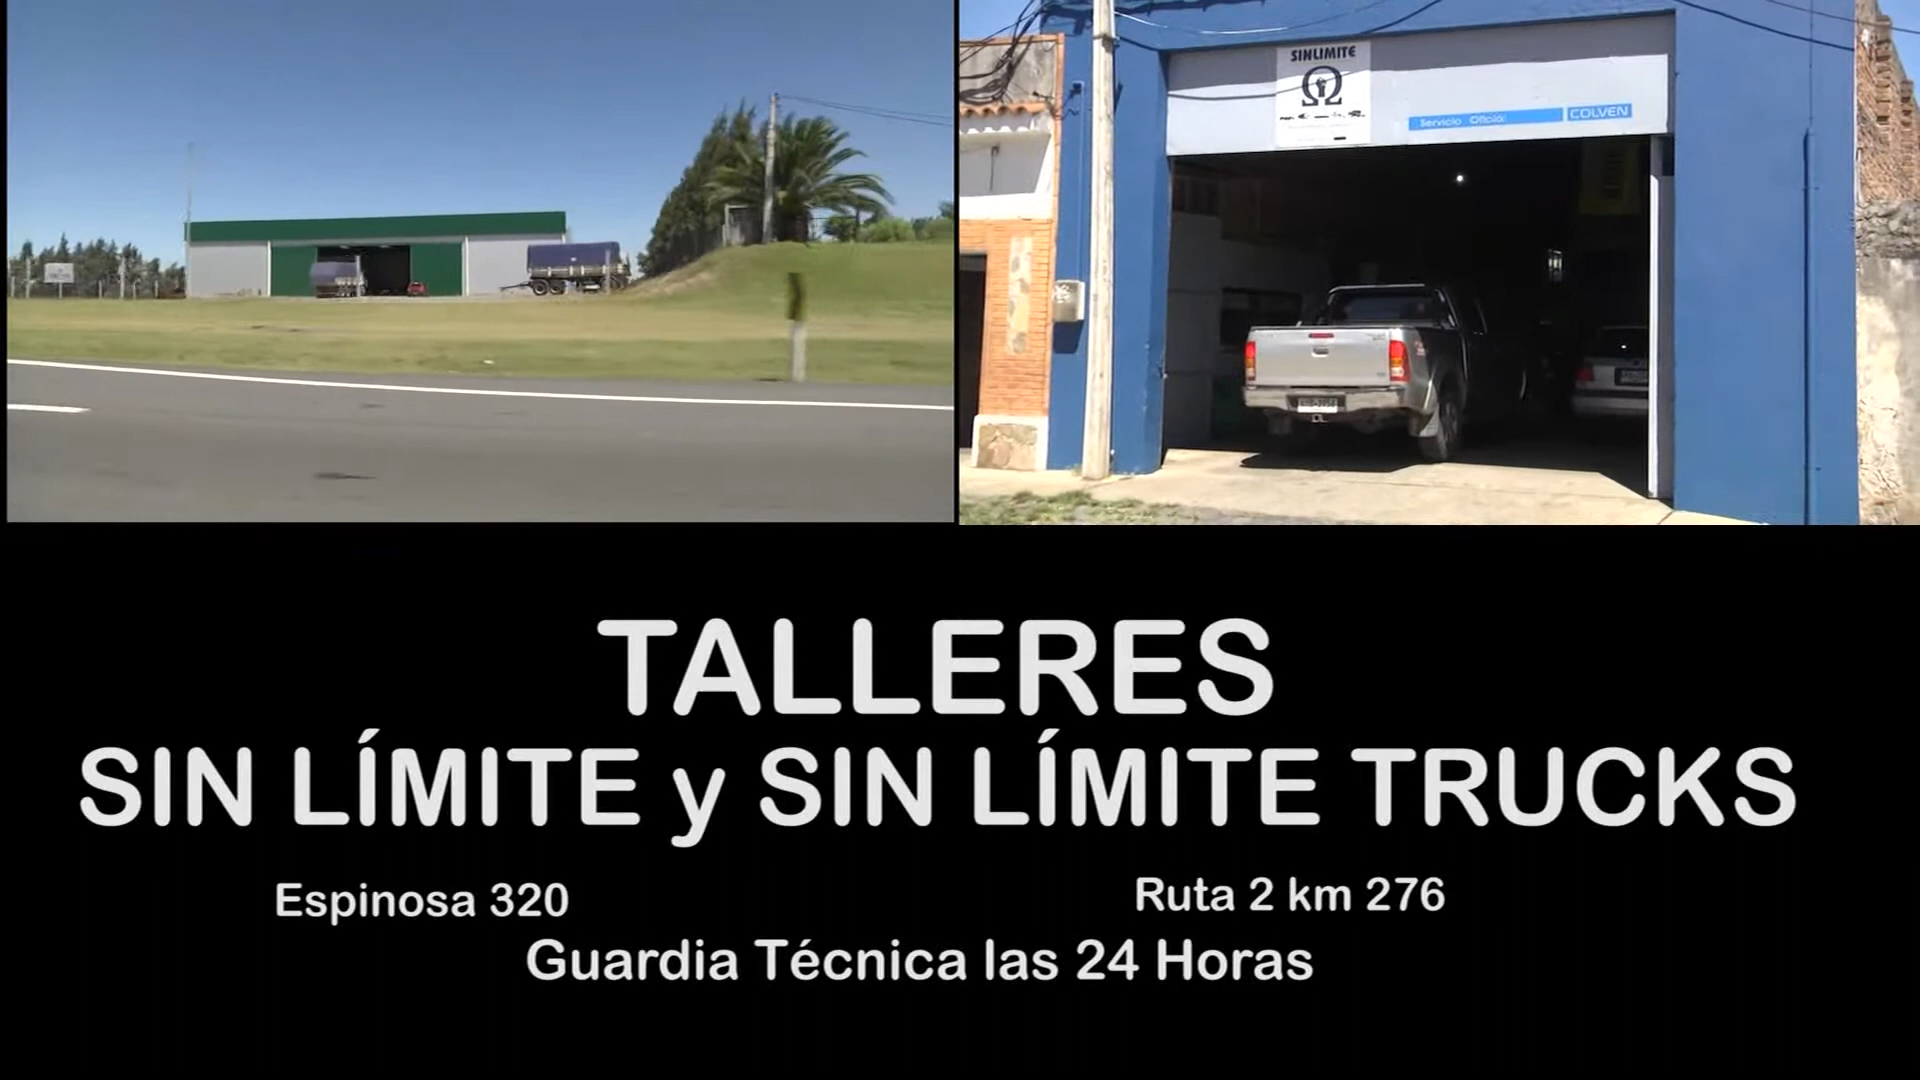 SINLIMITE
Servicio Oficial COLVEN
TALLERES
SIN LÍMITE y SIN LÍMITE TRUCKS
Espinosa 320
Ruta 2 km 276
Guardia Técnica las 24 Horas